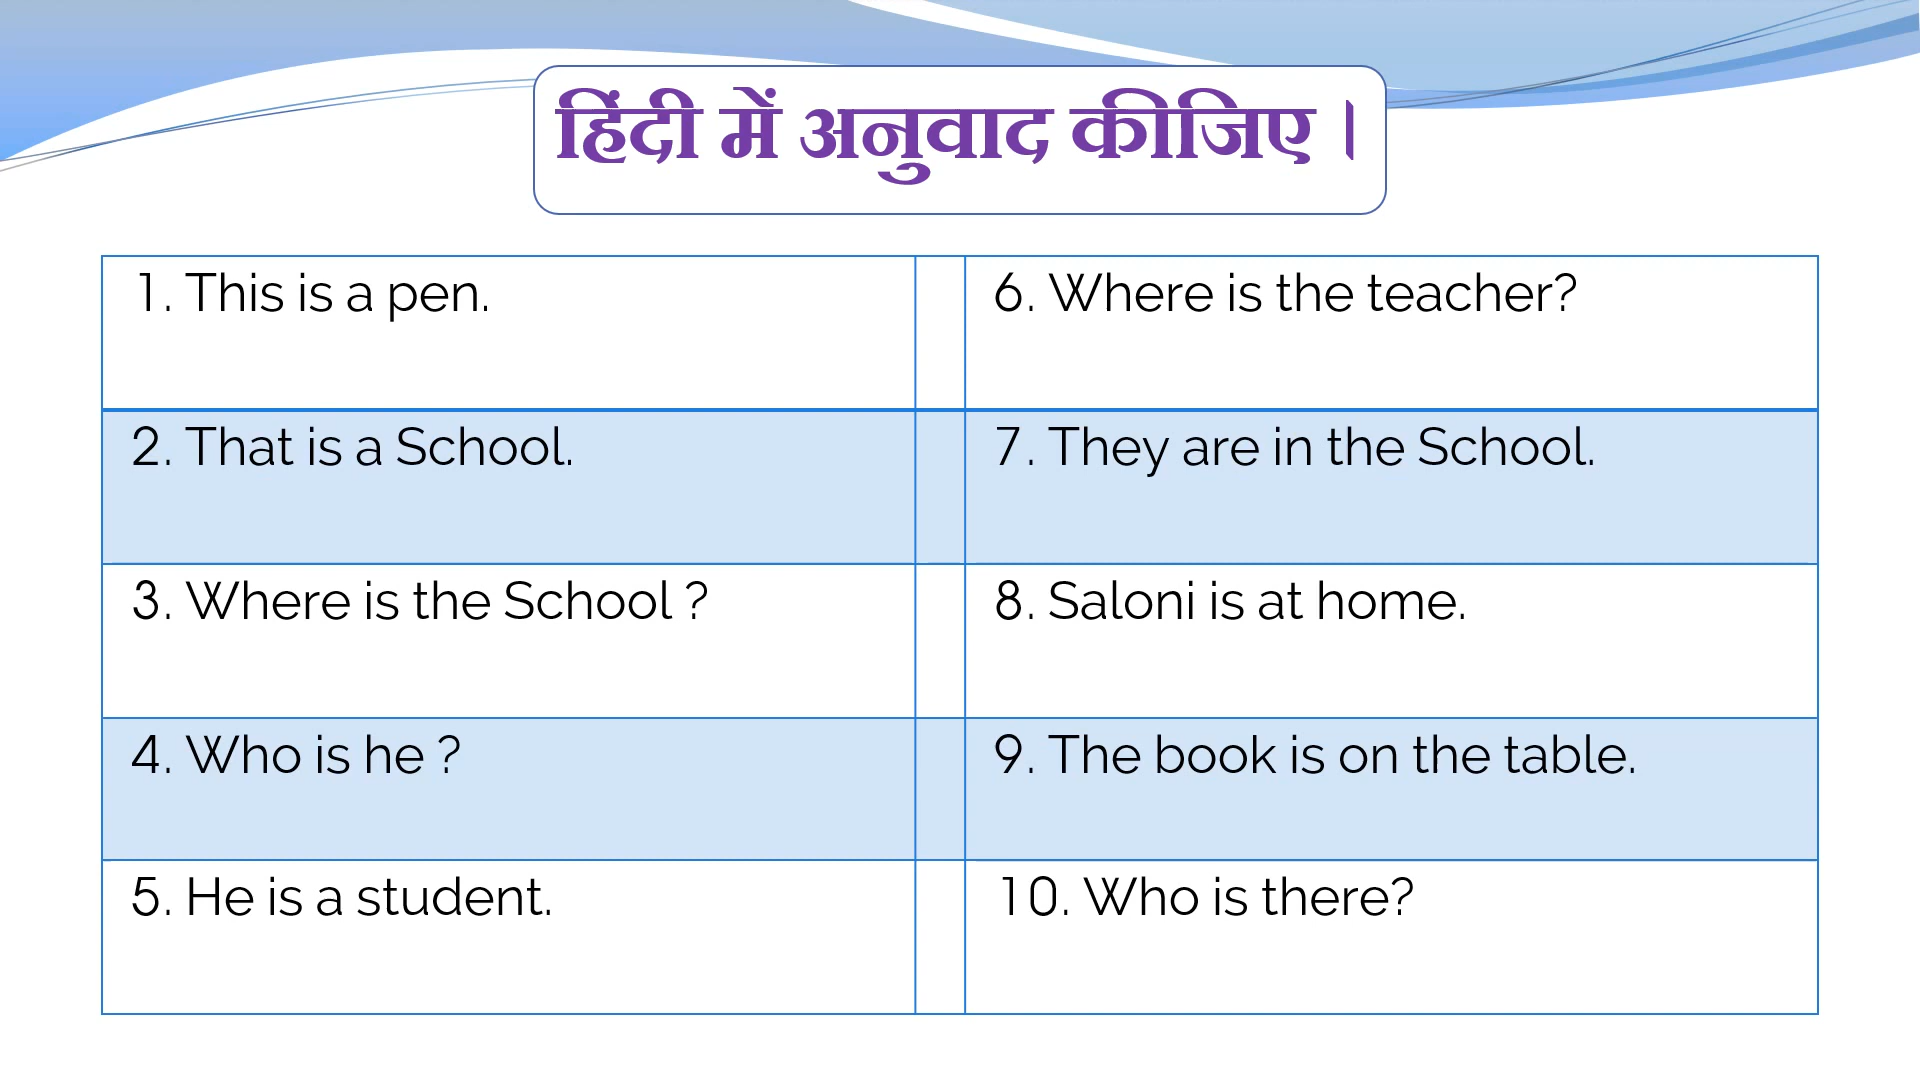 हिंदी में अनुवाद कीजिए ।
1. This is a pen.
6. Where is the teacher?
2. That is a School.
7. They are in the School.
3. Where is the School ?
8. Saloni is at home.
4. Who is he ?
9. The book is on the table.
5. He is a student.
10. Who is there?